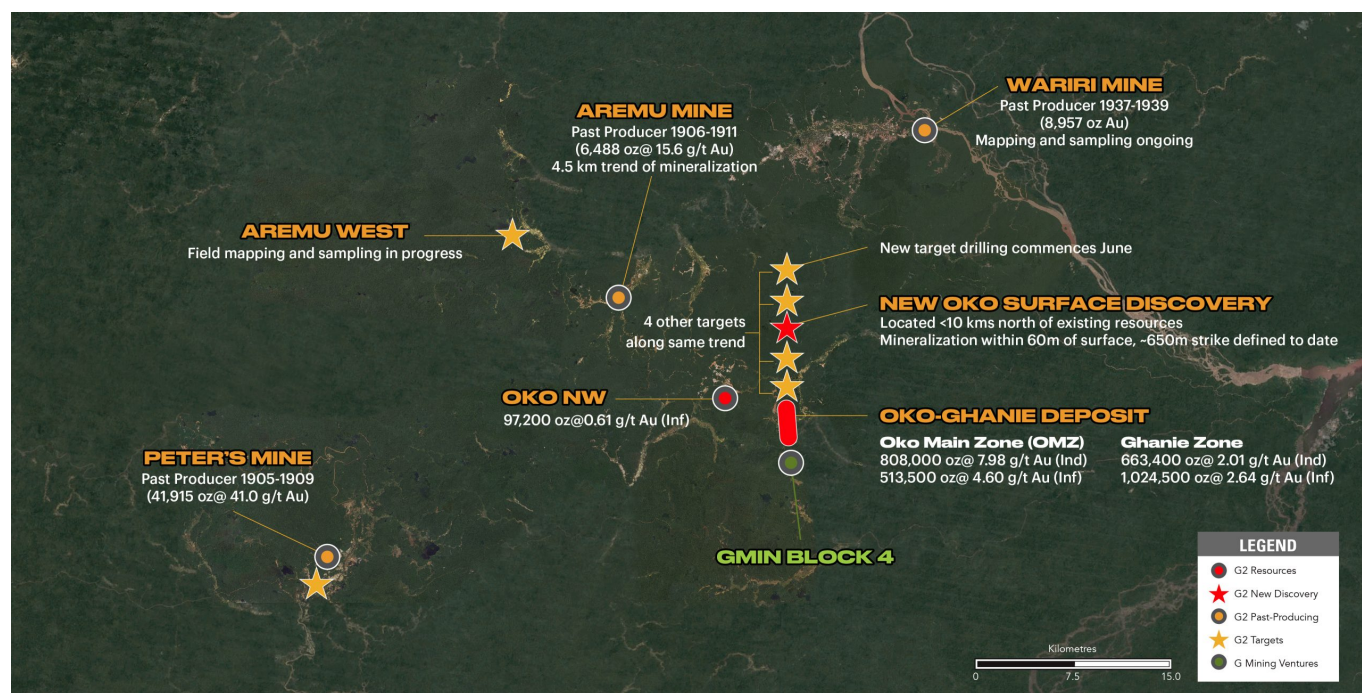 WARIRI MINE
Past Producer 1937-1939
(8,957 oz Au)
Mapping and sampling ongoing
AREMU MINE
Past Producer 1906-1911
(6,488 oz@ 15.6 g/t Au)
4.5 km trend of mineralization
AREMU WEST
Field mapping and sampling in progress
New target drilling commences June
NEW OKO SURFACE DISCOVERY
Located <10 kms north of existing resources
Mineralization within 60m of surface, ~650m strike defined to date
4 other targets
along same trend
OKO NW
97,200 oz@0.61 g/t Au (Inf)
OKO-GHANIE DEPOSIT
Oko Main Zone (OMZ)
808,000 oz@ 7.98 g/t Au (Ind)
513,500 oz@ 4.60 g/t Au (Inf)
Ghanie Zone
663,400 oz@ 2.01 g/t Au (Ind)
1,024,500 oz@ 2.64 g/t Au (Inf)
PETER'S MINE
Past Producer 1905-1909
(41,915 oz@ 41.0 g/t Au)
GMIN BLOCK 4
LEGEND
G2 Resources
G2 New Discovery
G2 Past-Producing
G2 Targets
G Mining Ventures
Kilometres
0 7.5 15.0